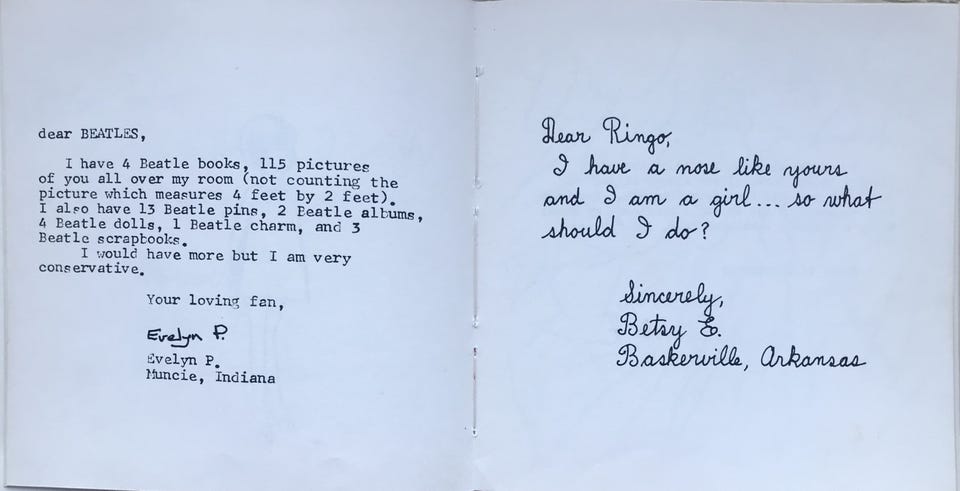 dear BEATLES,
I have 4 Beatle books, 115 pictures
of you all over my room (not counting the
picture which measures 4 feet by 2 feet).
I also have 13 Beatle pins, 2 Beatle albums,
4 Beatle dolls, 1 Beatle charm, and 3
Beatle scrapbooks.
I would have more but I am very
conservative.
Your loving fan,
Evelyn P.
Evelyn P.
Muncie, Indiana
Dear Ringo,
I have a nose like yours
and I am a girl... so what
should I do?
Sincerely,
Betsy E.
Baskerville, Arkansas